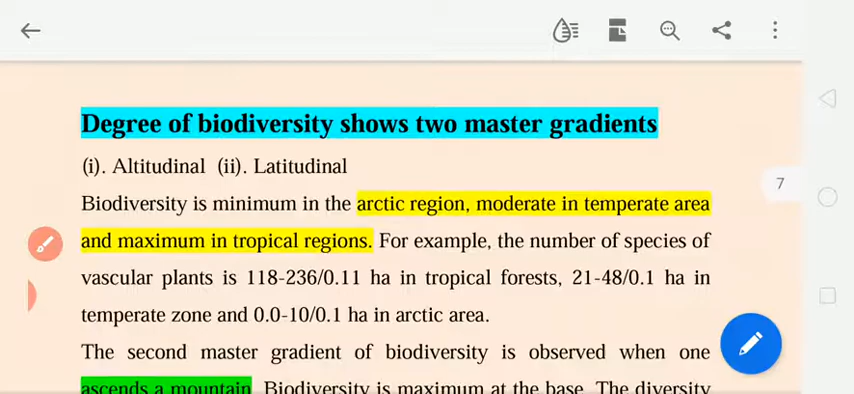 Degree of biodiversity shows two master gradients
(i). Altitudinal (ii). Latitudinal
Biodiversity is minimum in the arctic region, moderate in temperate area
7
and maximum in tropical regions. For example, the number of species of
vascular plants is 118-236/0.11 ha in tropical forests, 21-48/0.1 ha in
temperate zone and 0.0-10/0.1 ha in arctic area.
The second master gradient of biodiversity is observed when one
ascends a mountain. Biodiversity is maximum at the base. The diversity